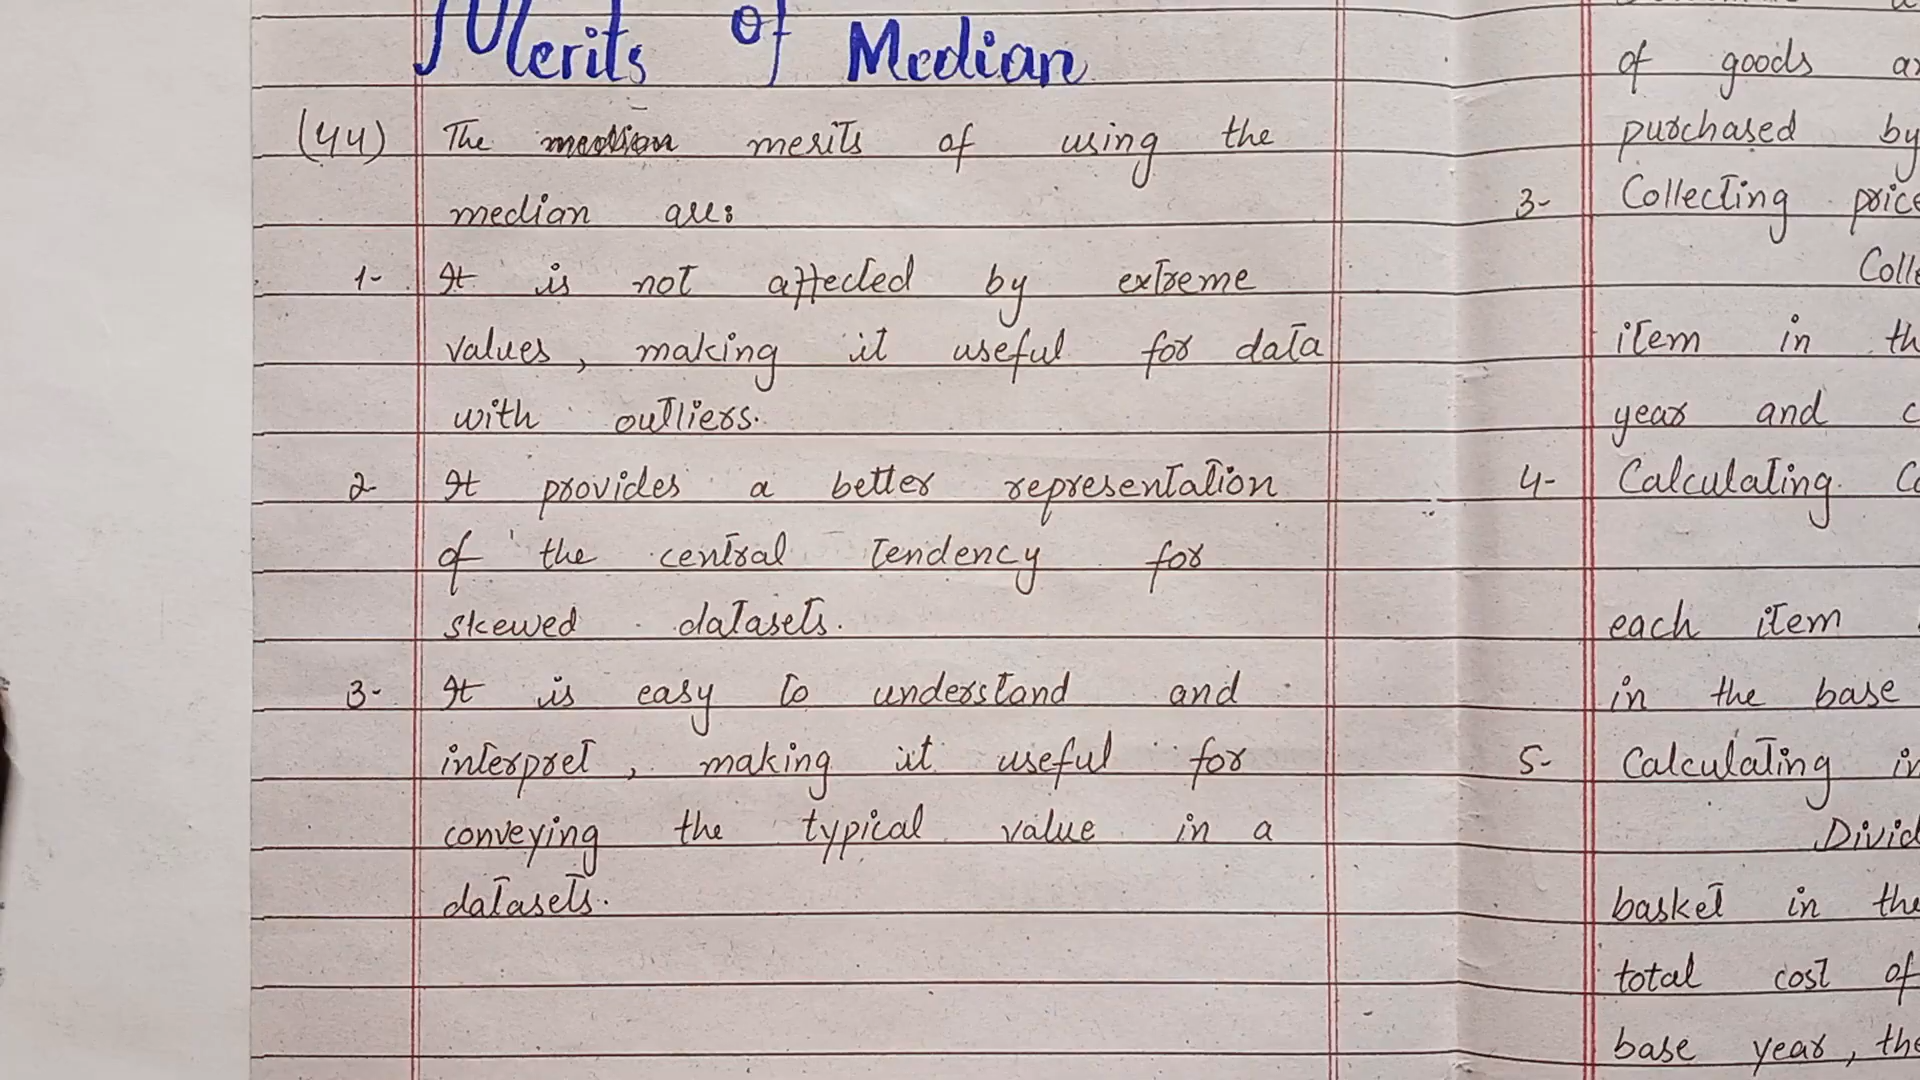 Merits of Median
(44) The median merits of using the
median are:
1- It is not affected by extreme
values, making it useful for data
with outliers.
2- It provides a better representation
of the central tendency for
skewed datasets.
3- It is easy to understand and
interpret, making it useful for
conveying the typical value in a
datasets.
of goods
purchased by
3- Collecting
item in
year and
4- Calculating
each item
in the base
5- Calculating
basket in the
total cost of
base year, the